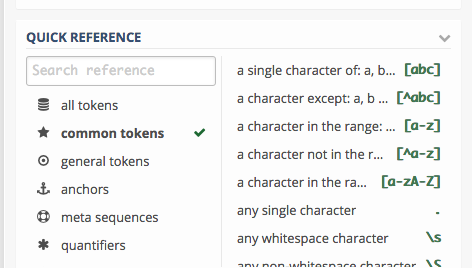 QUICK REFERENCE
Search reference
all tokens
common tokens
general tokens
anchors
meta sequences
quantifiers
a single character of: a, b... [abc]
a character except: a, b ... [^abc]
a character in the range: ... [a-z]
a character not in the r... [^a-z]
a character in the ra... [a-zA-Z]
any single character .
any whitespace character \s
any non-whitespace character \S